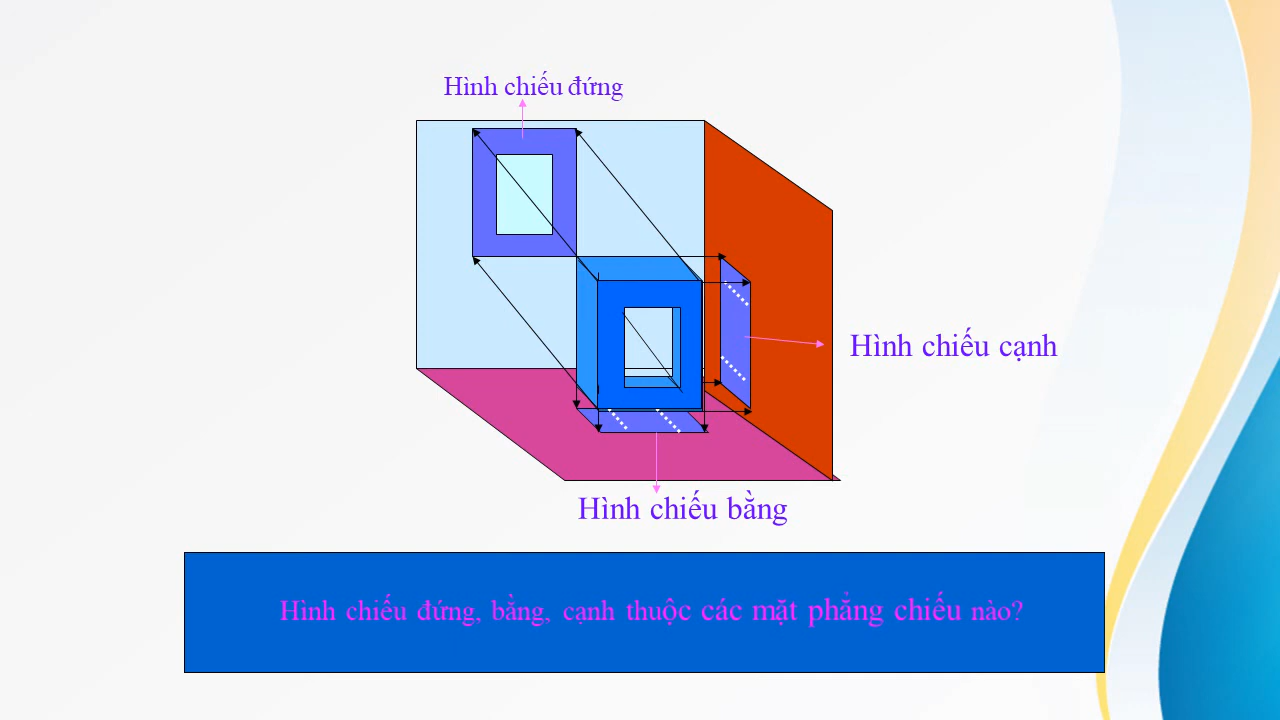 Hình chiếu đứng
Hình chiếu cạnh
Hình chiếu bằng
Hình chiếu đứng, bằng, cạnh thuộc các mặt phẳng chiếu nào?